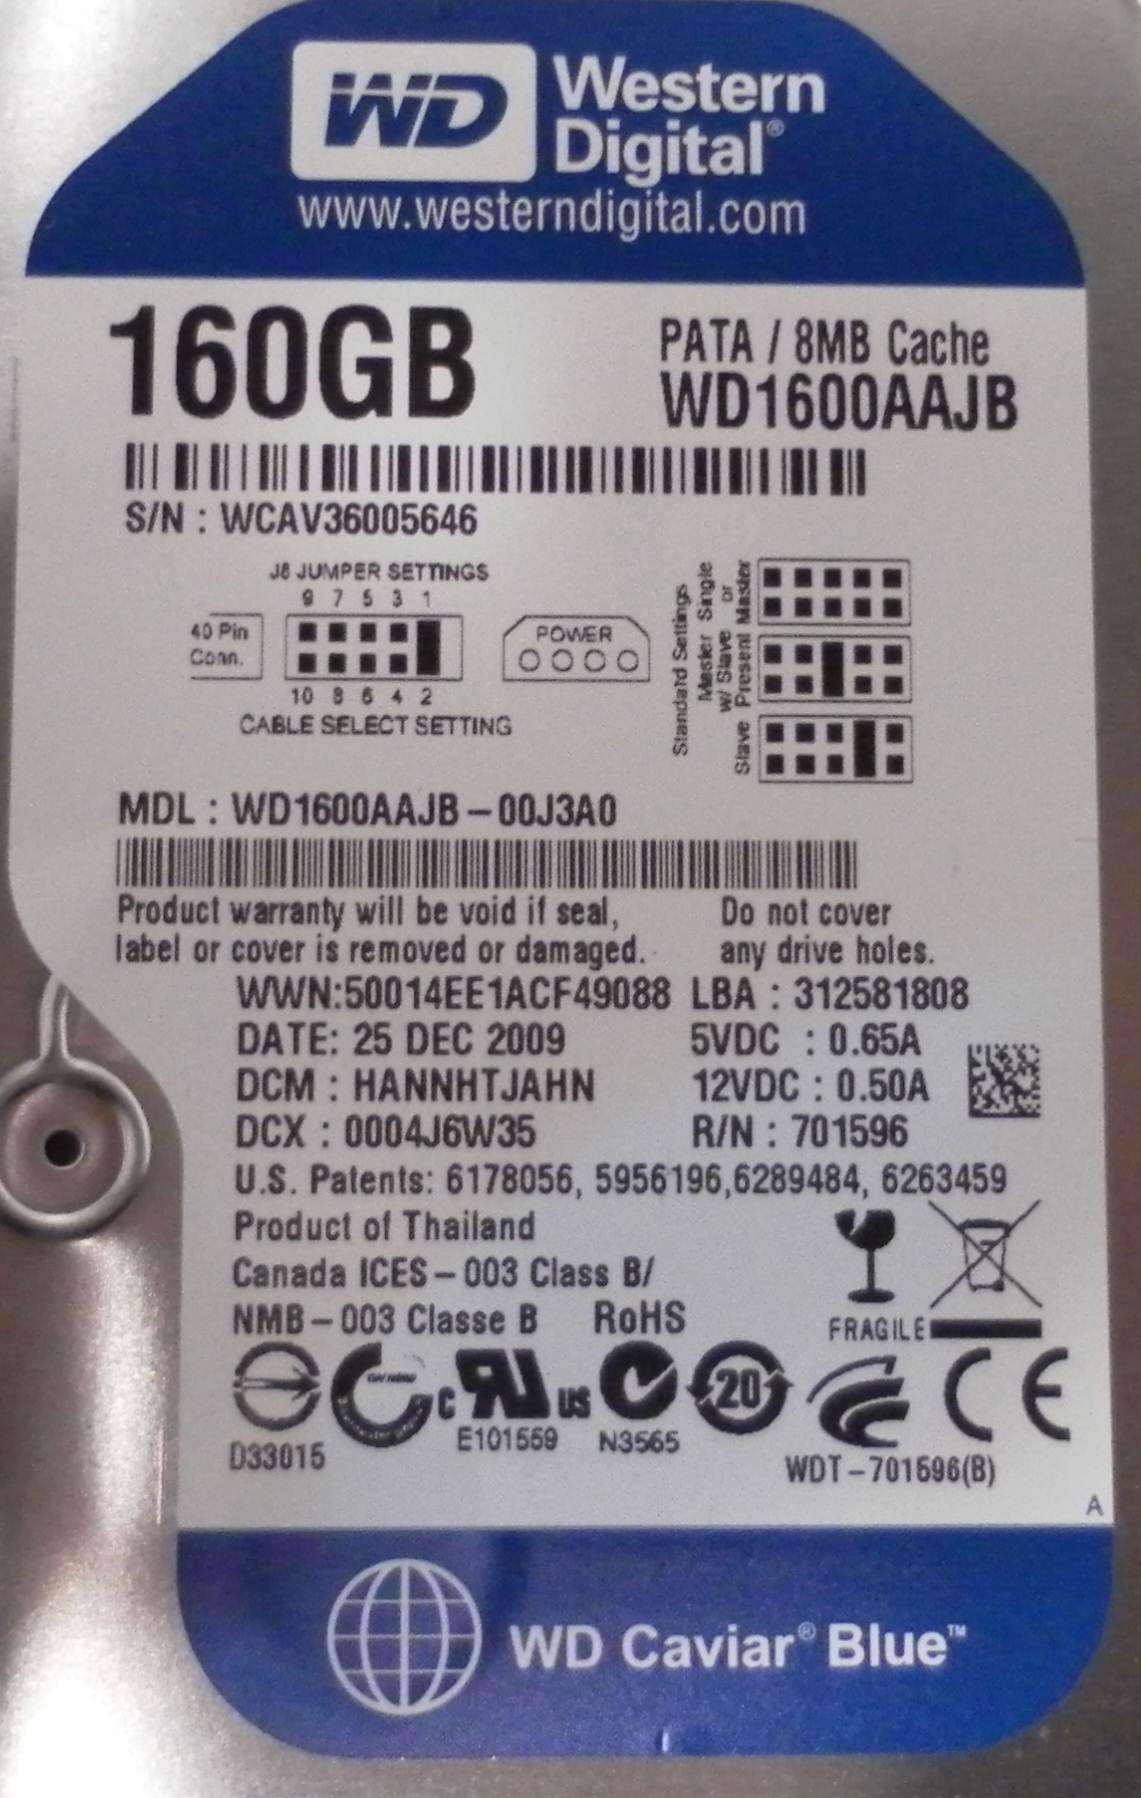 WD Western
Digital®
www.westerndigital.com
160GB
PATA / 8MB Cache
WD1600AAJB
S/N : WCAV36005646
J8 JUMPER SETTINGS
9 7 5 3 1
40 Pin
Conn.
10 8 6 4 2
CABLE SELECT SETTING
POWER
Standard Settings
Single
or
Master
Master
w/ Slave
Present
Slave
MDL : WD1600AAJB – 00J3A0
Product warranty will be void if seal,
label or cover is removed or damaged.
Do not cover
any drive holes.
WWN:50014EE1ACF49088 LBA : 312581808
DATE: 25 DEC 2009 5VDC : 0.65A
DCM : HANNHTJAHN 12VDC : 0.50A
DCX : 0004J6W35 R/N : 701596
U.S. Patents: 6178056, 5956196,6289484, 6263459
Product of Thailand
Canada ICES – 003 Class B/
NMB – 003 Classe B RoHS
FRAGILE
C US
20
CE
D33015
E101559
N3565
WDT – 701596(B)
A
WD Caviar® Blue™